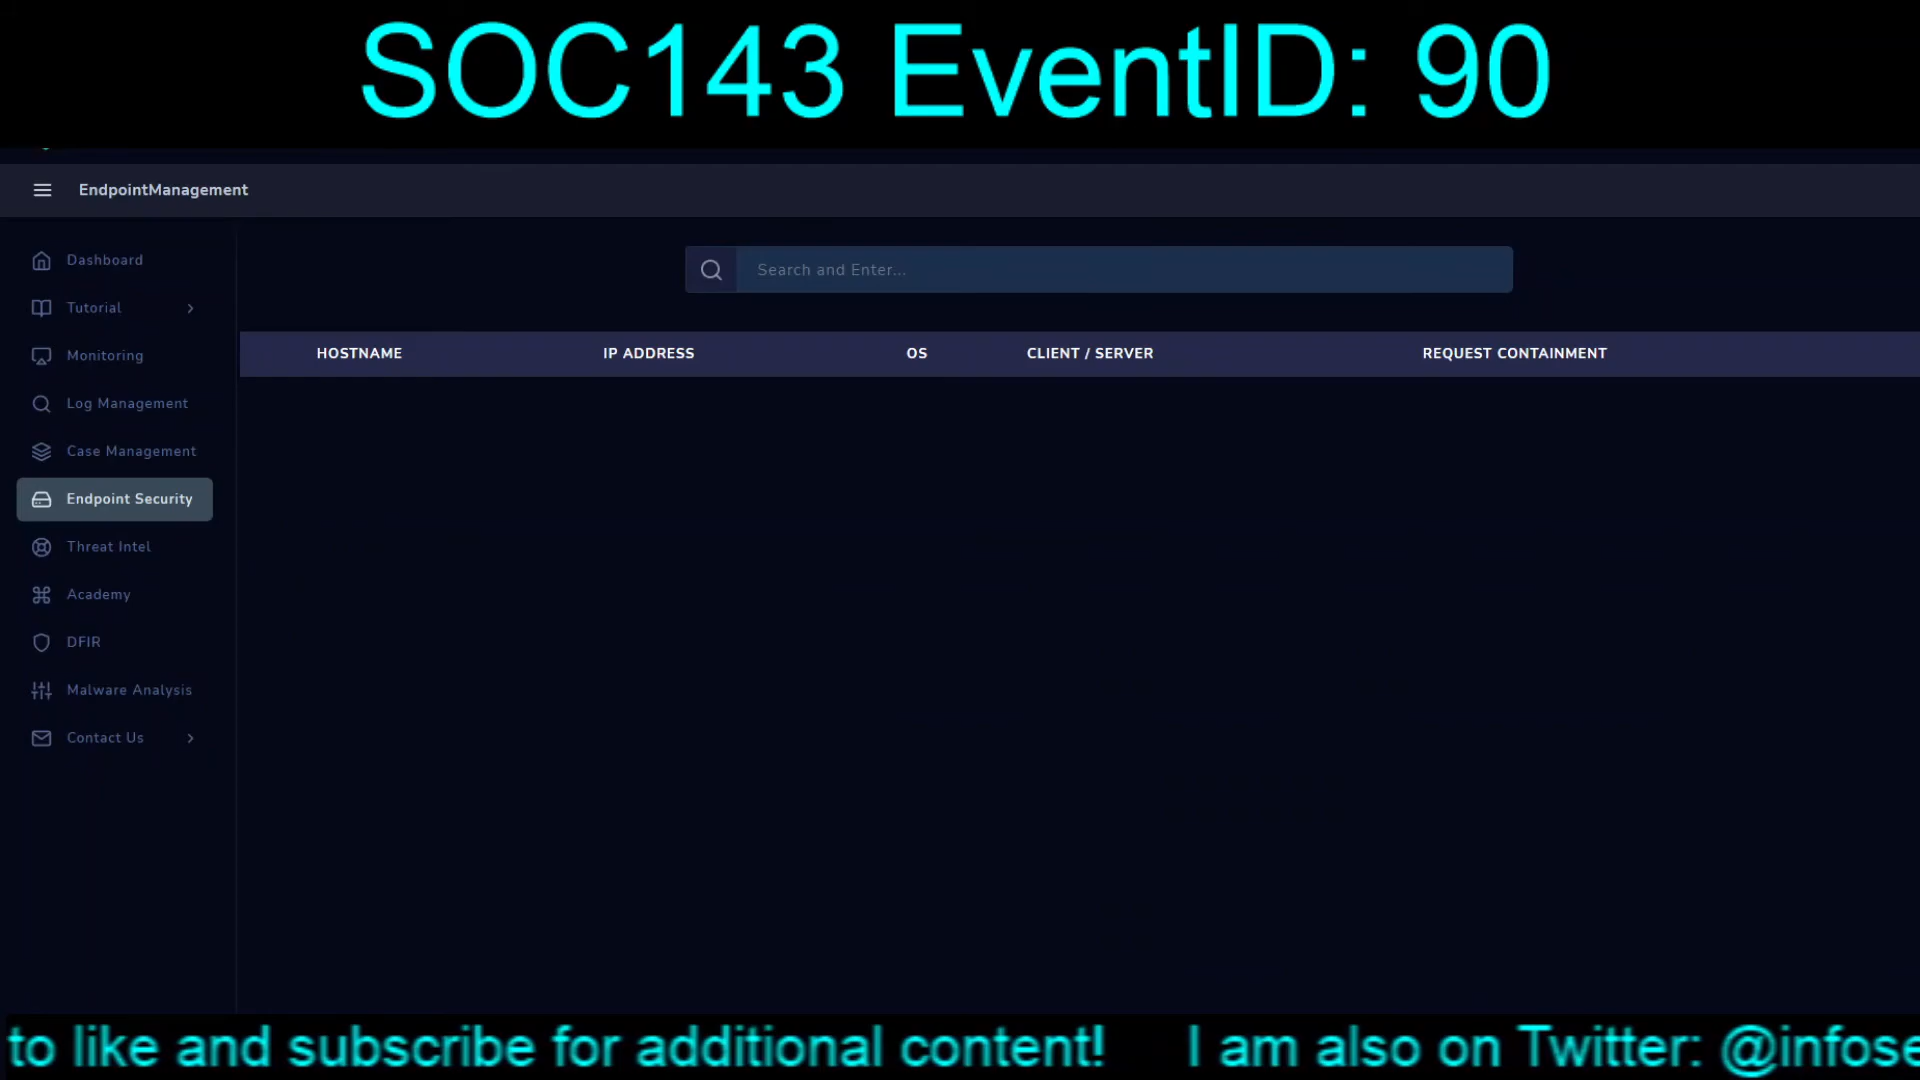 SOC143 EventID: 90
EndpointManagement
Dashboard
Tutorial
Monitoring
Log Management
Case Management
Endpoint Security
Threat Intel
Academy
DFIR
Malware Analysis
Contact Us
Search and Enter...
HOSTNAME IP ADDRESS OS CLIENT / SERVER REQUEST CONTAINMENT
to like and subscribe for additional content! I am also on Twitter: @infose